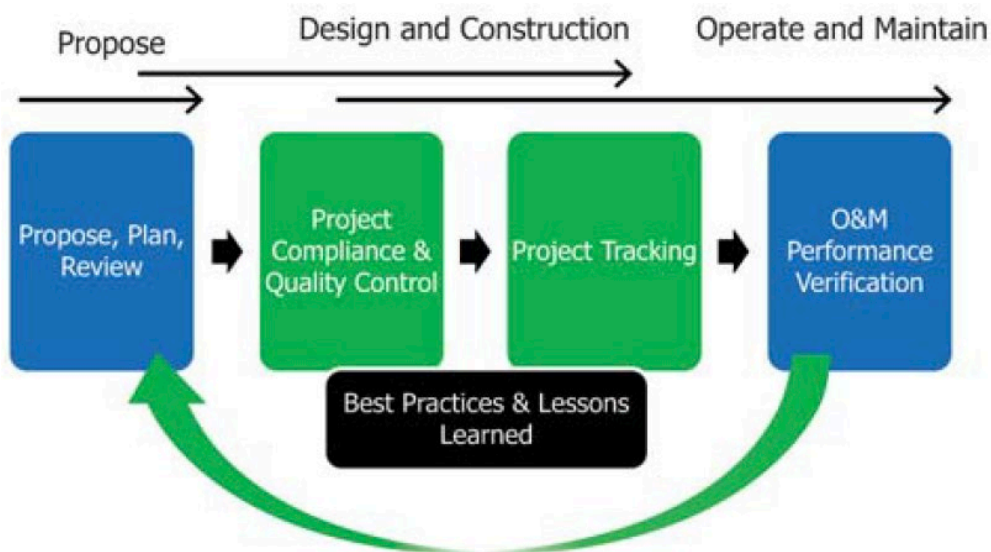 Propose
Design and Construction
Operate and Maintain
Propose, Plan,
Review
Project
Compliance &
Quality Control
Project Tracking
O&M
Performance
Verification
Best Practices & Lessons
Learned